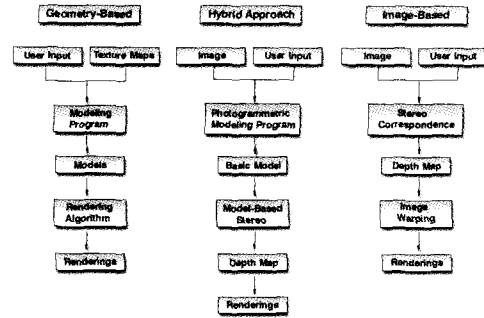 Geometry-Based
User Input
Texture Maps
Modeling
Program
Models
Rendering
Algorithm
Renderings
Hybrid Approach
Image
User Input
Photogrammetric
Modeling Program
Basic Model
Model-Based
Stereo
Depth Map
Renderings
Image-Based
Image
User Input
Stereo
Correspondence
Depth Map
Image
Warping
Renderings